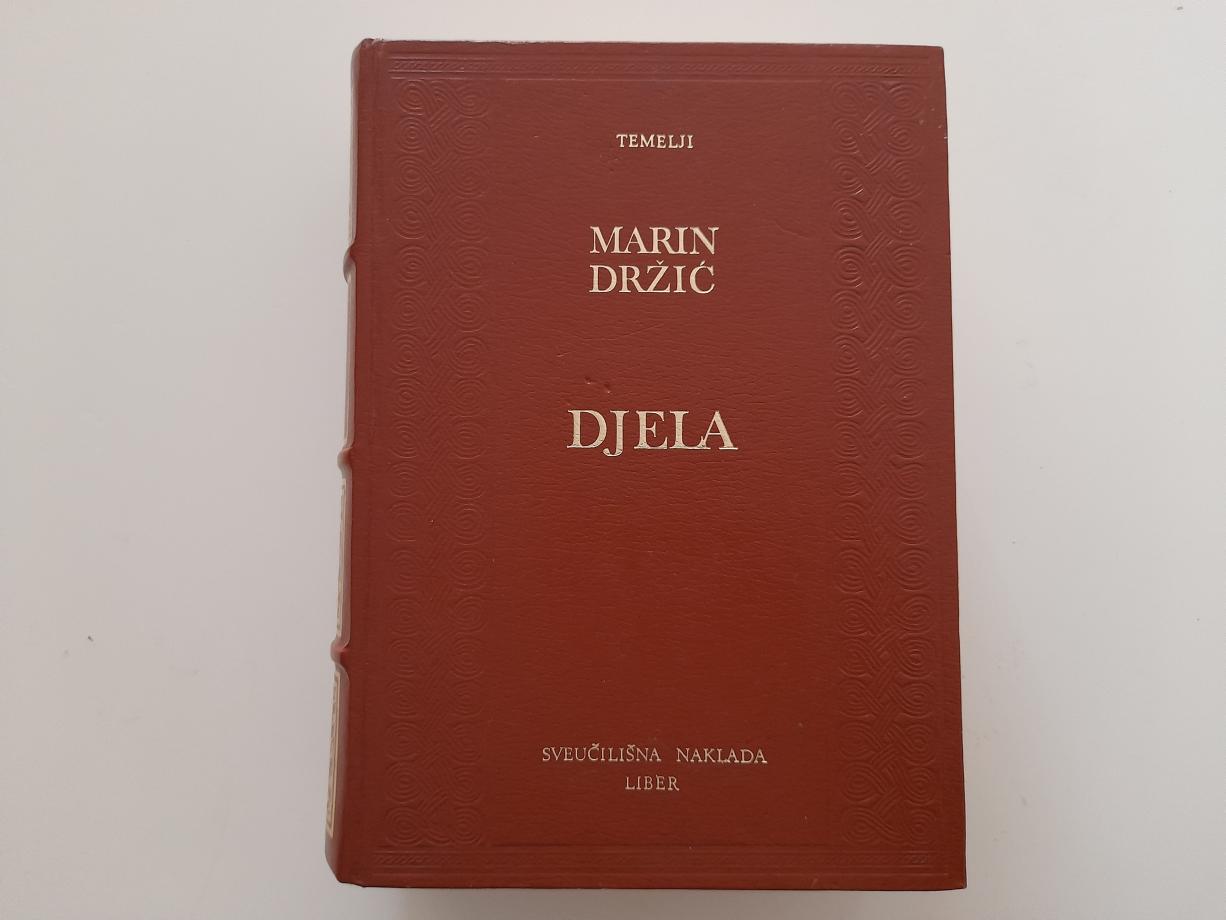 TEMELJI
MARIN
DRŽIĆ
DJELA
SVEUČILIŠNA NAKLADA
LIBER